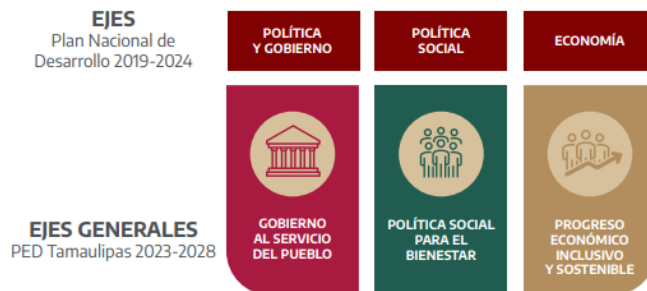 EJES
Plan Nacional de
Desarrollo 2019-2024
POLÍTICA
Y GOBIERNO
POLÍTICA
SOCIAL
ECONOMÍA
EJES GENERALES
PED Tamaulipas 2023-2028
GOBIERNO
AL SERVICIO
DEL PUEBLO
POLÍTICA SOCIAL
PARA EL
BIENESTAR
PROGRESO
ECONÓMICO
INCLUSIVO
Y SOSTENIBLE